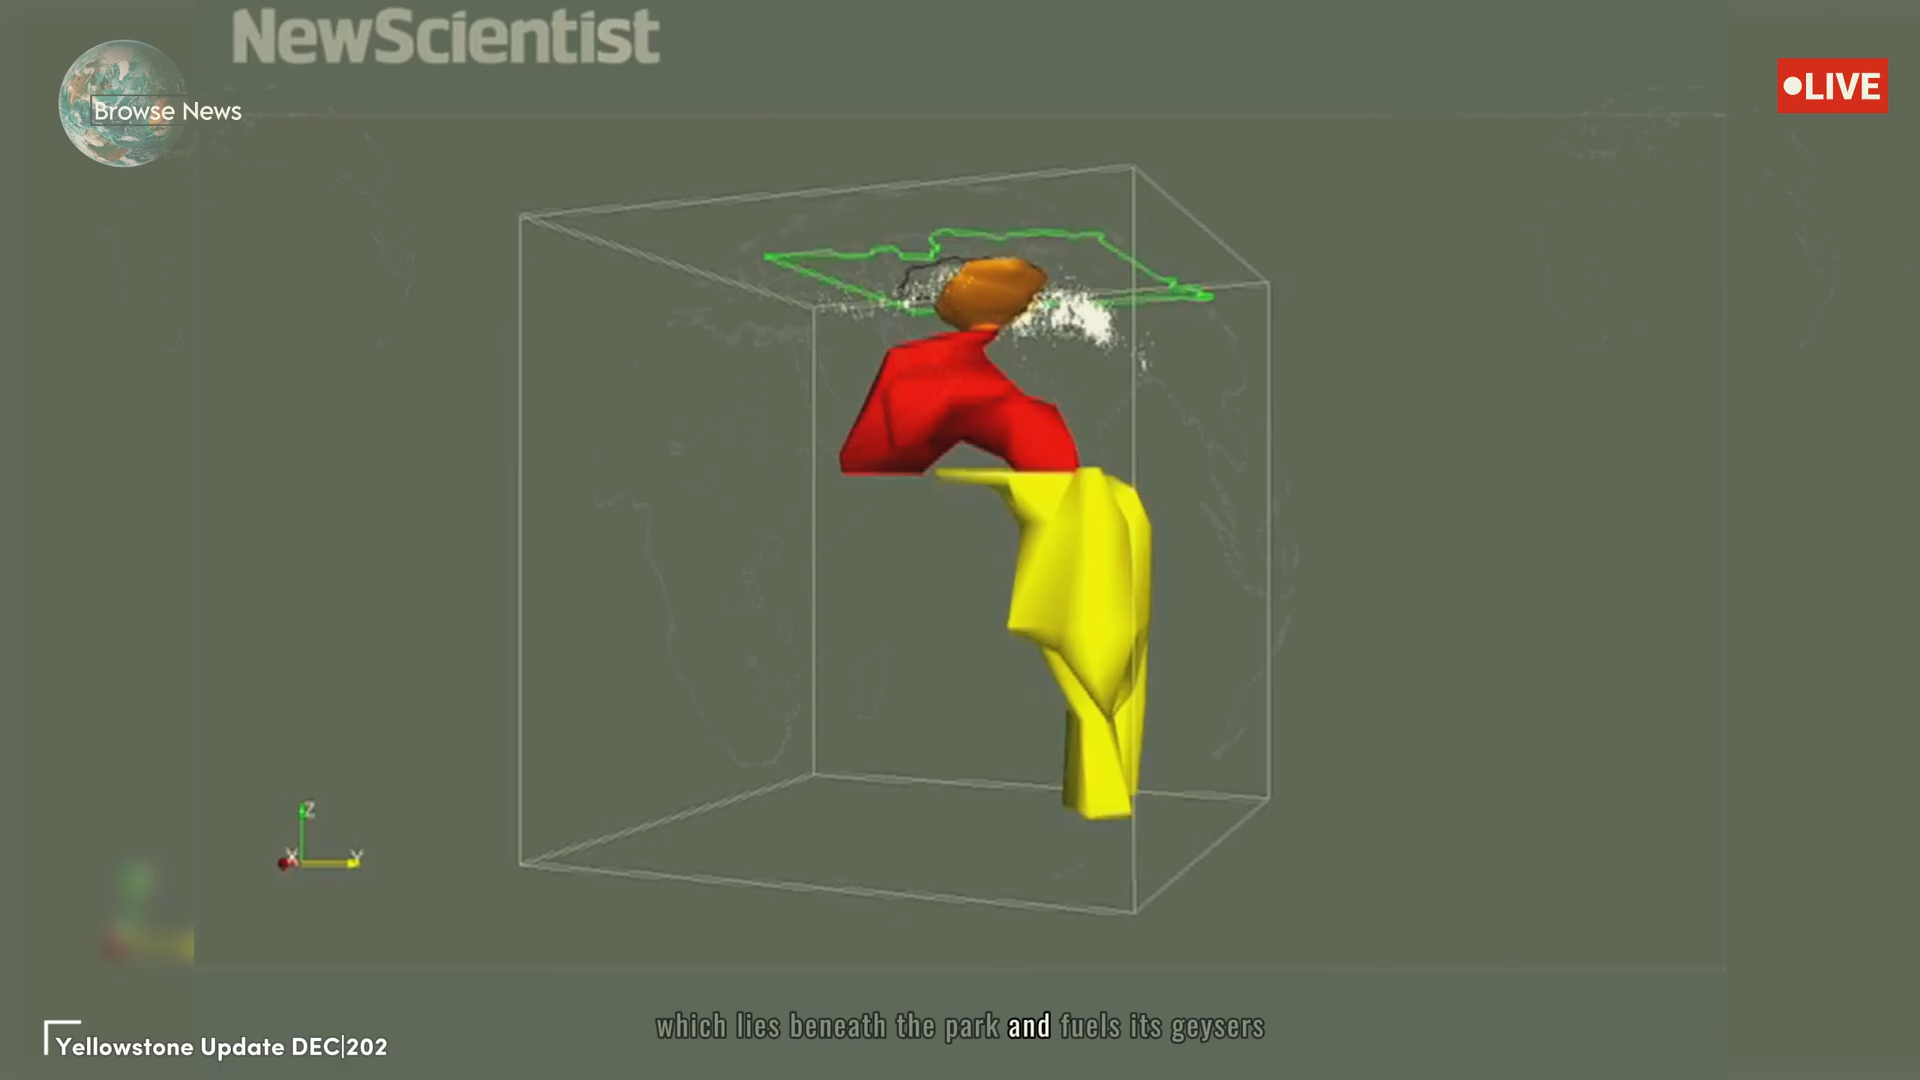 NewScientist
Browse News
●LIVE
Z
X
Y
which lies beneath the park and fuels its geysers
Yellowstone Update DEC|202